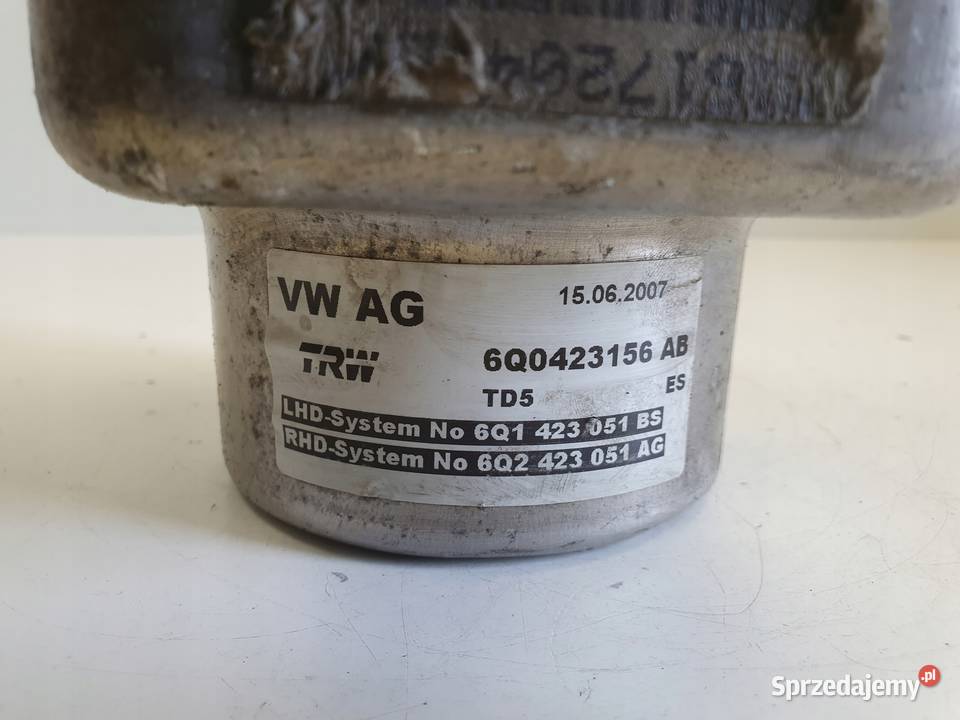 VW AG 15.06.2007
TRW 6Q0423156 AB
TD5 ES
LHD-System No 6Q1 423 051 BS
RHD-System No 6Q2 423 051 AG
Sprzedajemy.pl